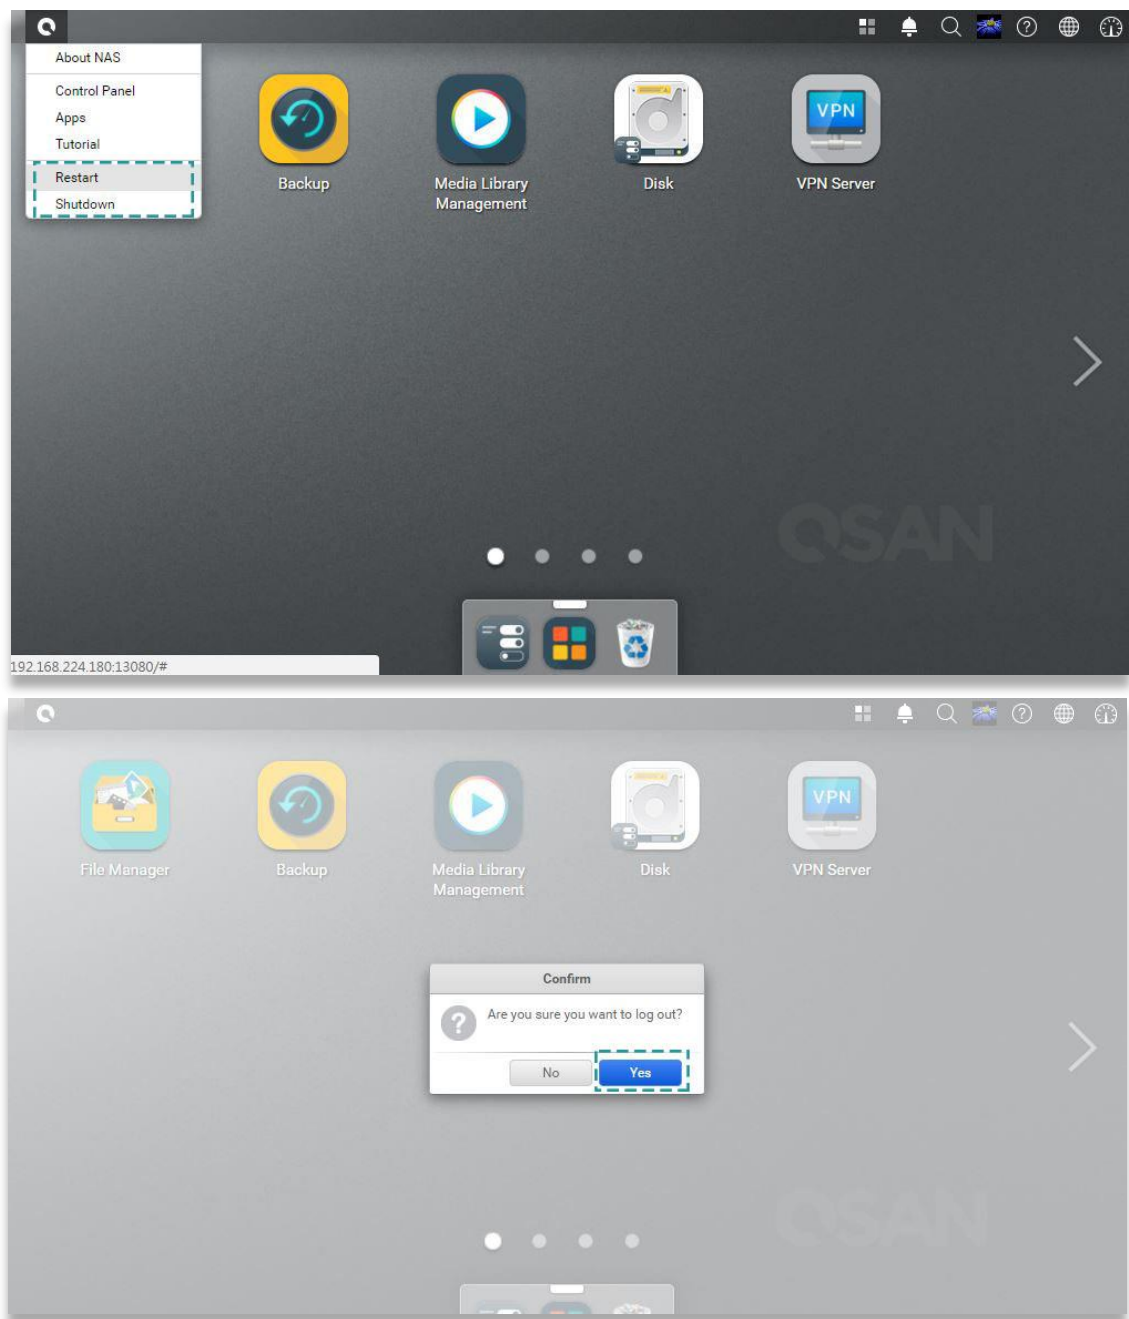 About NAS
Control Panel
Apps
Tutorial
Restart
Shutdown
Backup
Media Library
Management
Disk
VPN
VPN Server
QSAN
192.168.224.180:13080/#
File Manager
Backup
Media Library
Management
Disk
VPN
VPN Server
Confirm
Are you sure you want to log out?
No
Yes
QSAN